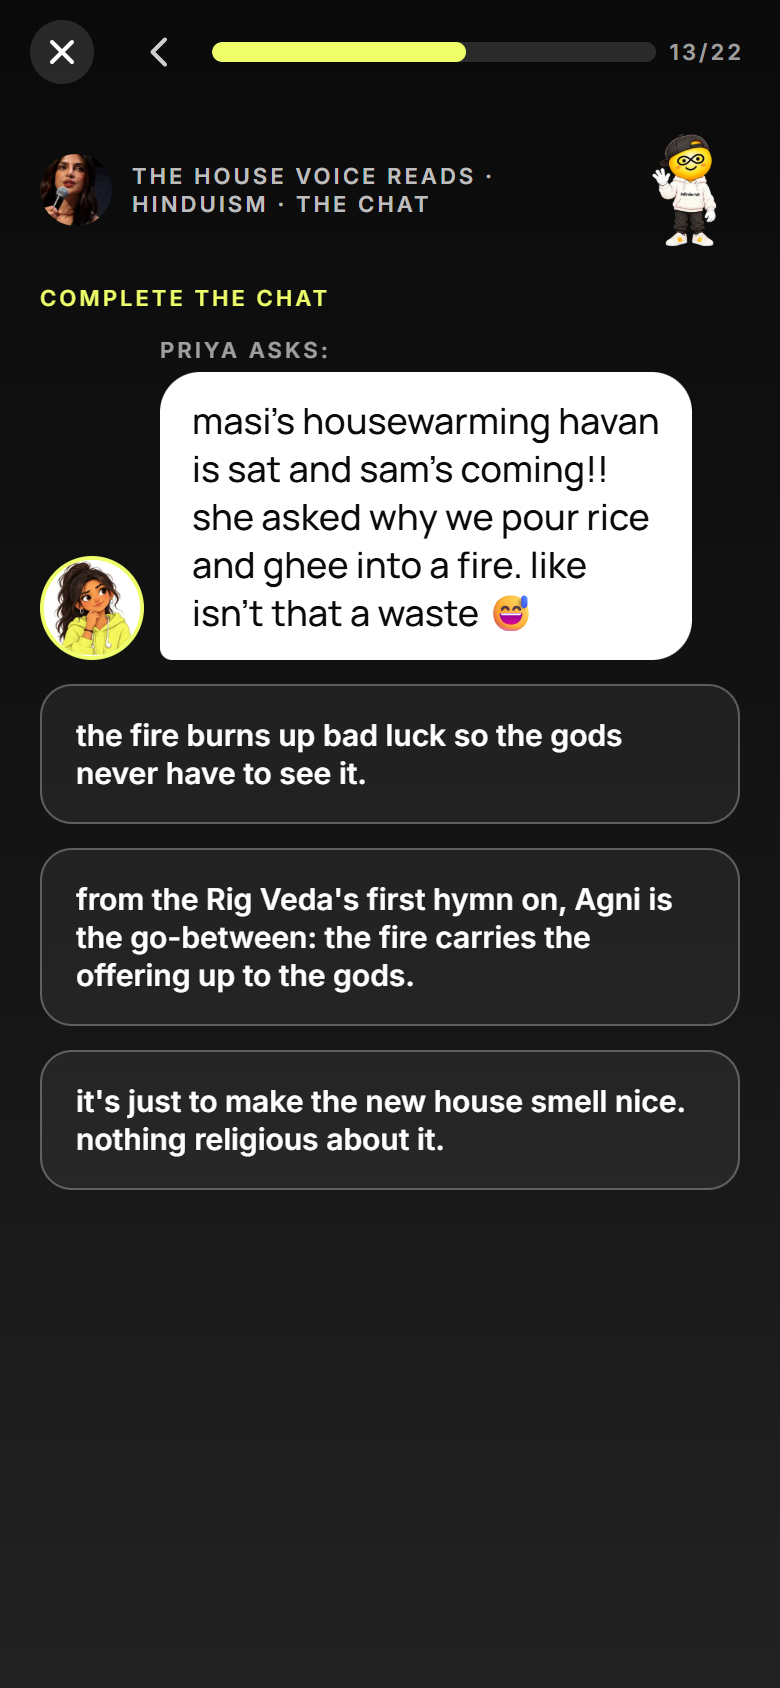 13/22
THE HOUSE VOICE READS ·
HINDUISM · THE CHAT
COMPLETE THE CHAT
PRIYA ASKS:
masi’s housewarming havan
is sat and sam’s coming!!
she asked why we pour rice
and ghee into a fire. like
isn’t that a waste 😅
the fire burns up bad luck so the gods
never have to see it.
from the Rig Veda's first hymn on, Agni is
the go-between: the fire carries the
offering up to the gods.
it's just to make the new house smell nice.
nothing religious about it.